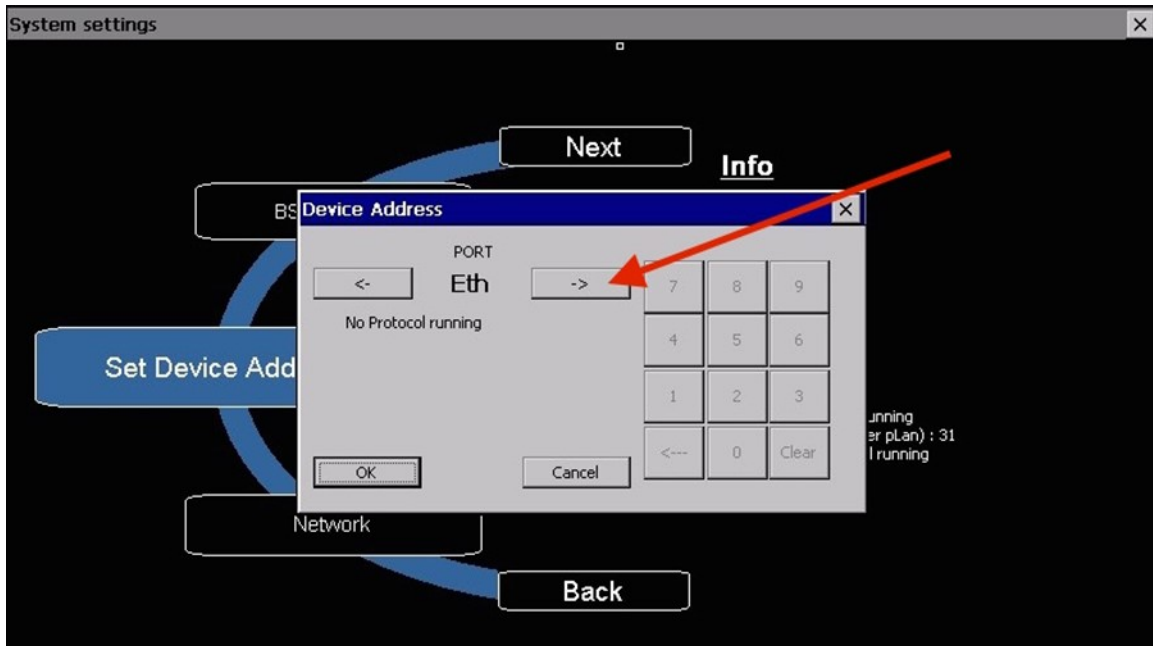 System settings
Next
Info
BS
Device Address
PORT
<- Eth ->
No Protocol running
7 8 9
4 5 6
1 2 3
<--- 0 Clear
OK Cancel
Set Device Add
er pLan) : 31
running
Network
Back